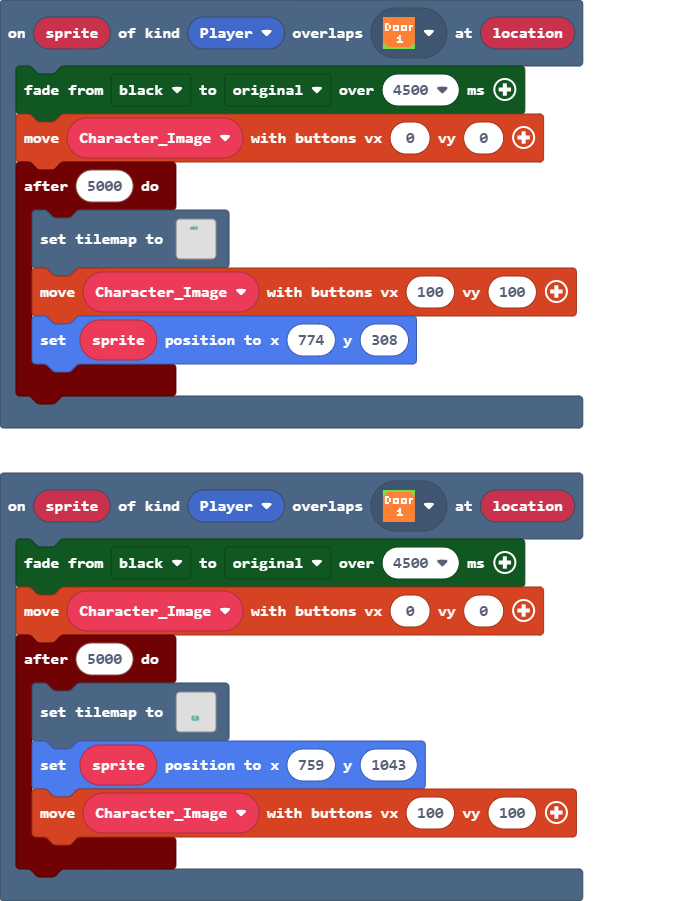 on sprite of kind Player overlaps Door 1 at location
fade from black to original over 4500 ms
move Character_Image with buttons vx 0 vy 0
after 5000 do
set tilemap to
move Character_Image with buttons vx 100 vy 100
set sprite position to x 774 y 308
on sprite of kind Player overlaps Door 1 at location
fade from black to original over 4500 ms
move Character_Image with buttons vx 0 vy 0
after 5000 do
set tilemap to
set sprite position to x 759 y 1043
move Character_Image with buttons vx 100 vy 100